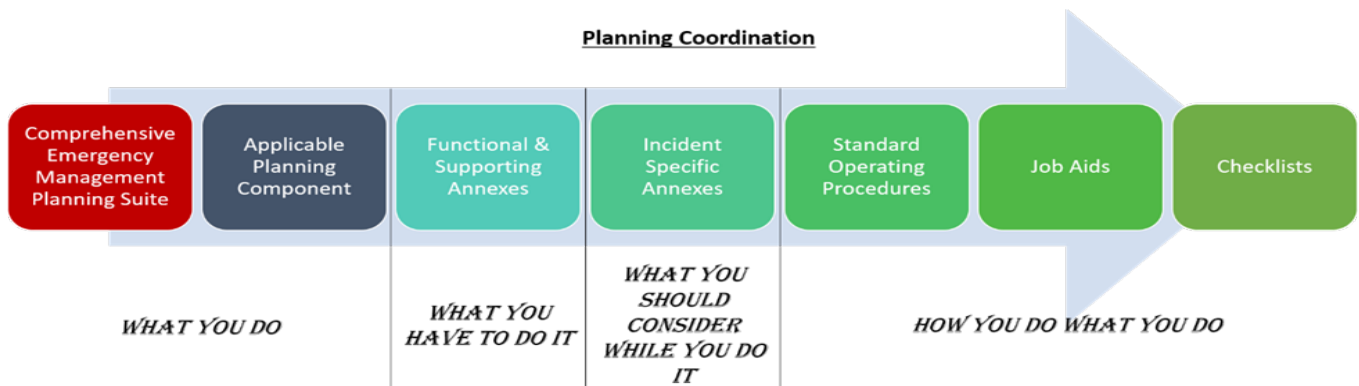 Planning Coordination
Comprehensive
Emergency
Management
Planning Suite
Applicable
Planning
Component
Functional &
Supporting
Annexes
Incident
Specific
Annexes
Standard
Operating
Procedures
Job Aids
Checklists
WHAT YOU DO
WHAT YOU
HAVE TO DO IT
WHAT YOU
SHOULD
CONSIDER
WHILE YOU DO
IT
HOW YOU DO WHAT YOU DO